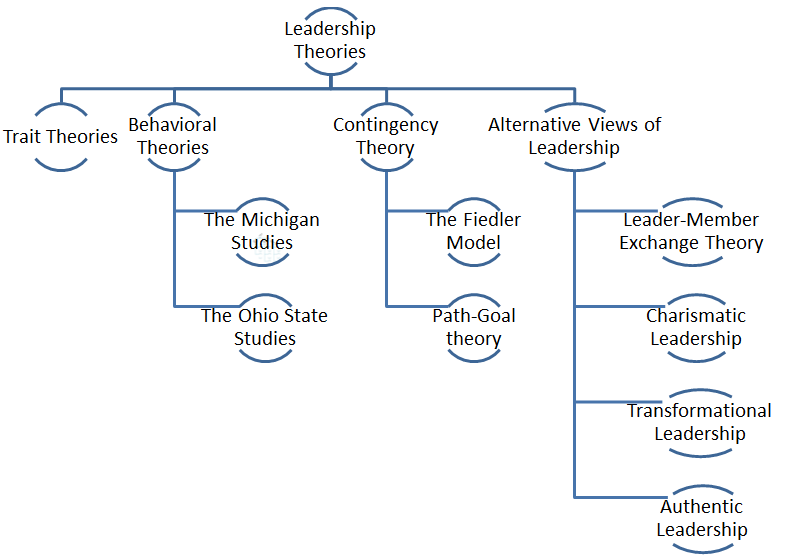 Leadership
Theories
Trait Theories
Behavioral
Theories
Contingency
Theory
Alternative Views of
Leadership
The Michigan
Studies
The Fiedler
Model
Leader-Member
Exchange Theory
The Ohio State
Studies
Path-Goal
theory
Charismatic
Leadership
Transformational
Leadership
Authentic
Leadership